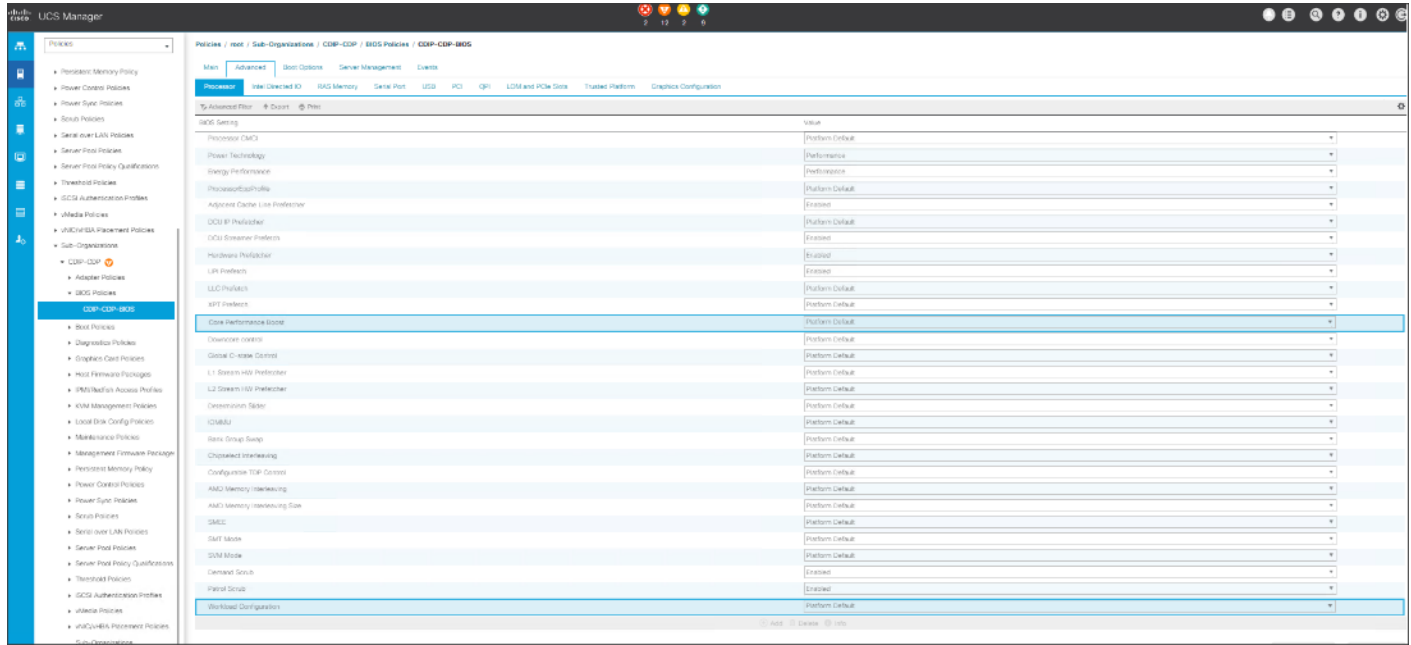 CISCO UCS Manager
2 12 2 6
Policies
Policies / root / Sub-Organizations / CDIP-CDP / BIOS Policies / CDIP-CDP-BIOS
Main Advanced Boot Options Server Management Events
Processor Intel Directed IO RAS Memory Serial Port USB PCI QPI LOM and PCIe Slots Trusted Platform Graphics Configuration
Advanced Filter Export Print
BIOS Setting Value
Processor CMCI Platform Default
Power Technology Performance
Energy Performance Performance
ProcessorEppProfile Platform Default
Adjacent Cache Line Prefetcher Enabled
DCU IP Prefetcher Platform Default
DCU Streamer Prefetch Enabled
Hardware Prefetcher Enabled
UPI Prefetch Enabled
LLC Prefetch Platform Default
XPT Prefetch Platform Default
Core Performance Boost Platform Default
Downcore control Platform Default
Global C-state Control Platform Default
L1 Stream HW Prefetcher Platform Default
L2 Stream HW Prefetcher Platform Default
Determinism Slider Platform Default
IOMMU Platform Default
Bank Group Swap Platform Default
Chipselect Interleaving Platform Default
Configurable TDP Control Platform Default
AMD Memory Interleaving Platform Default
AMD Memory Interleaving Size Platform Default
SMEE Platform Default
SMT Mode Platform Default
SVM Mode Platform Default
Demand Scrub Enabled
Patrol Scrub Enabled
Workload Configuration Platform Default
Add Delete Info
Persistent Memory Policy
Power Control Policies
Power Sync Policies
Scrub Policies
Serial over LAN Policies
Server Pool Policies
Server Pool Policy Qualifications
Threshold Policies
iSCSI Authentication Profiles
vMedia Policies
vNIC/vHBA Placement Policies
Sub-Organizations
CDIP-CDP
Adapter Policies
BIOS Policies
CDIP-CDP-BIOS
Boot Policies
Diagnostics Policies
Graphics Card Policies
Host Firmware Packages
IPMI/Redfish Access Profiles
KVM Management Policies
Local Disk Config Policies
Maintenance Policies
Management Firmware Package
Persistent Memory Policy
Power Control Policies
Power Sync Policies
Scrub Policies
Serial over LAN Policies
Server Pool Policies
Server Pool Policy Qualifications
Threshold Policies
iSCSI Authentication Profiles
vMedia Policies
vNIC/vHBA Placement Policies
Sub-Organizations